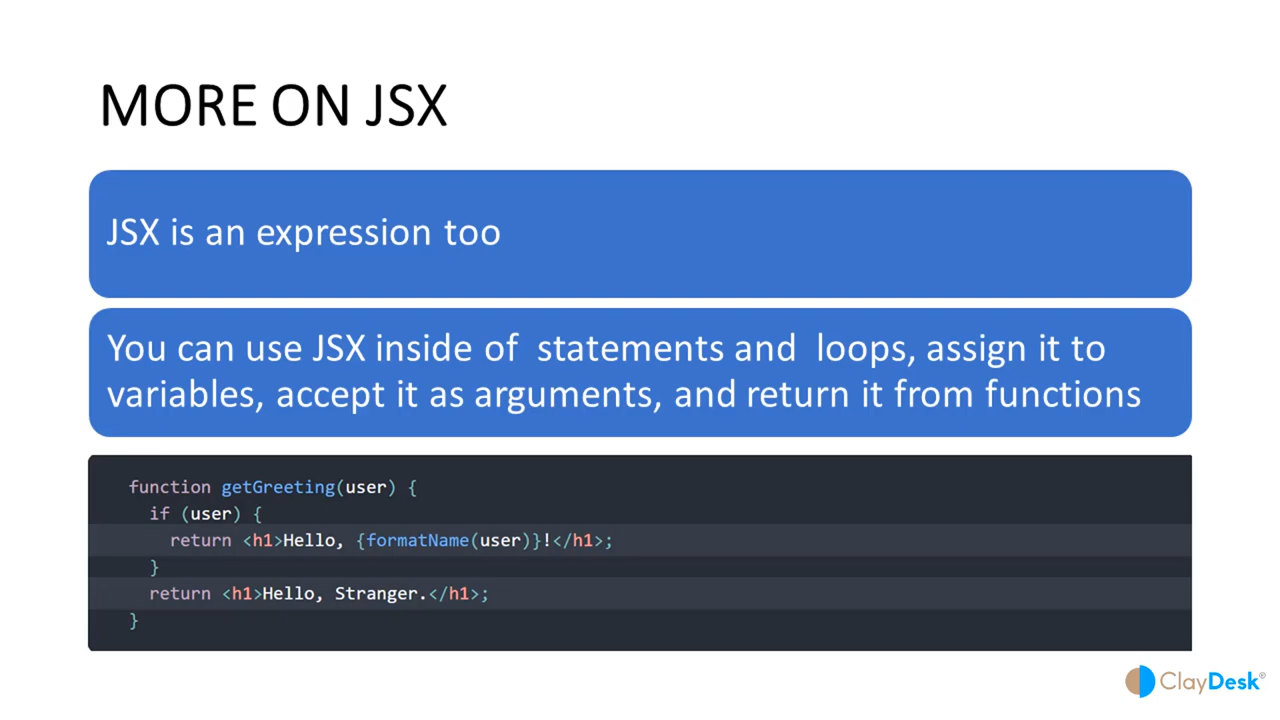 MORE ON JSX
JSX is an expression too
You can use JSX inside of  statements and  loops, assign it to
variables, accept it as arguments, and return it from functions
function getGreeting(user) {
  if (user) {
    return <h1>Hello, {formatName(user)}!</h1>;
  }
  return <h1>Hello, Stranger.</h1>;
}
ClayDesk®